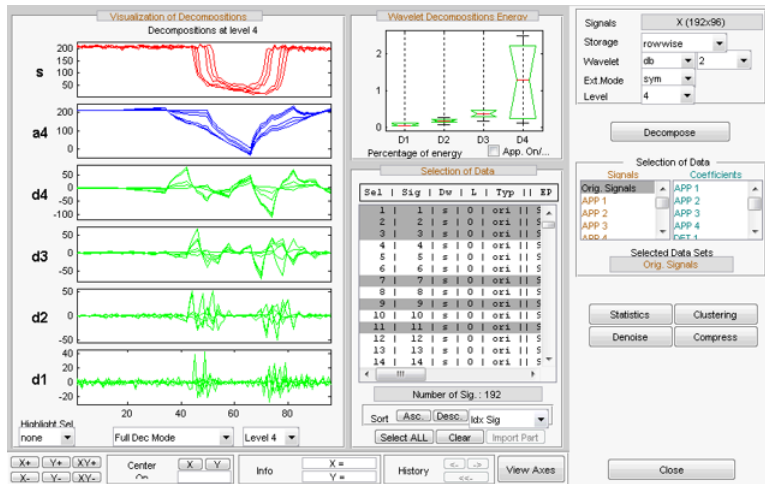 Visualization of Decompositions
Decompositions at level 4
s
200
150
100
50
a4
200
100
0
d4
50
0
-50
-100
d3
50
0
-50
d2
50
0
-50
d1
40
20
0
-20
20 40 60 80
Highlight Sel
none
Full Dec Mode
Level 4
Wavelet Decompositions Energy
2
1
0
D1 D2 D3 D4
Percentage of energy
App. On/...
Selection of Data
Sel | Sig | Dw | L | Typ || EP
1 | 1 | s | 0 | ori || S
2 | 2 | s | 0 | ori || S
3 | 3 | s | 0 | ori || S
4 | 4 | s | 0 | ori || S
5 | 5 | s | 0 | ori || S
6 | 6 | s | 0 | ori || S
7 | 7 | s | 0 | ori || S
8 | 8 | s | 0 | ori || S
9 | 9 | s | 0 | ori || S
10 | 10 | s | 0 | ori || S
11 | 11 | s | 0 | ori || S
12 | 12 | s | 0 | ori || S
13 | 13 | s | 0 | ori || S
14 | 14 | s | 0 | ori || S
Number of Sig. : 192
Sort Asc. Desc. Idx Sig
Select ALL Clear Import Part
Signals X (192x96)
Storage rowwise
Wavelet db 2
Ext.Mode sym
Level 4
Decompose
Selection of Data
Signals
Orig. Signals
APP 1
APP 2
APP 3
APP 4
Coefficients
APP 1
APP 2
APP 3
APP 4
DET 1
Selected Data Sets
Orig. Signals
Statistics Clustering
Denoise Compress
X+ Y+ XY+
X- Y- XY-
Center
On
X Y
Info
X =
Y =
History
<- ->
<<-
View Axes
Close